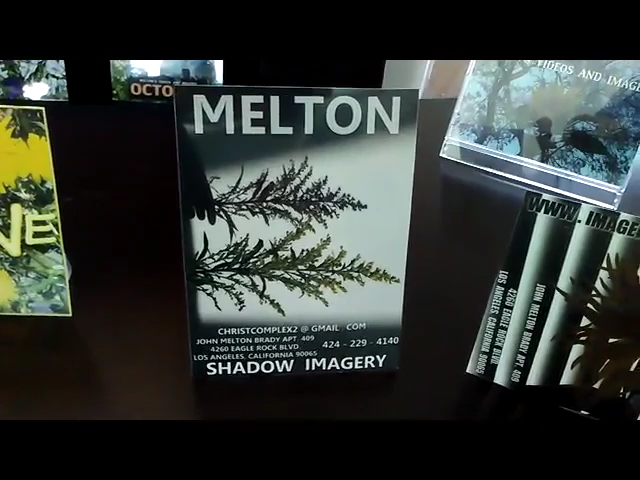 OCTO
MELTON
VIDEOS AND IMAGE
NE
WWW. IMAGE
CHRISTCOMPLEX2 @ GMAIL . COM
JOHN MELTON BRADY APT 409
4260 EAGLE ROCK BLVD.
424 - 229 - 4140
LOS ANGELES, CALIFORNIA 90065
SHADOW IMAGERY
JOHN MELTON BRADY APT 409
4260 EAGLE ROCK BLVD.
LOS ANGELES, CALIFORNIA 90065